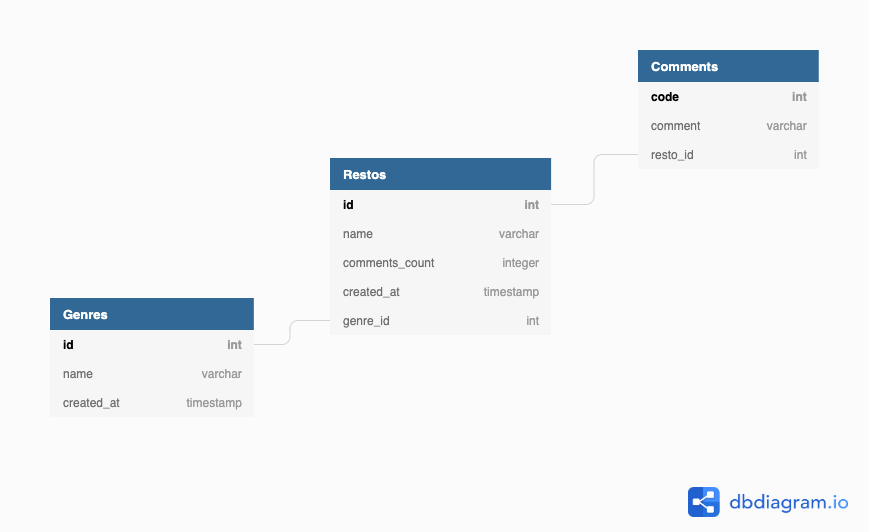 Comments
code int
comment varchar
resto_id int
Restos
id int
name varchar
comments_count integer
created_at timestamp
genre_id int
Genres
id int
name varchar
created_at timestamp
dbdiagram.io